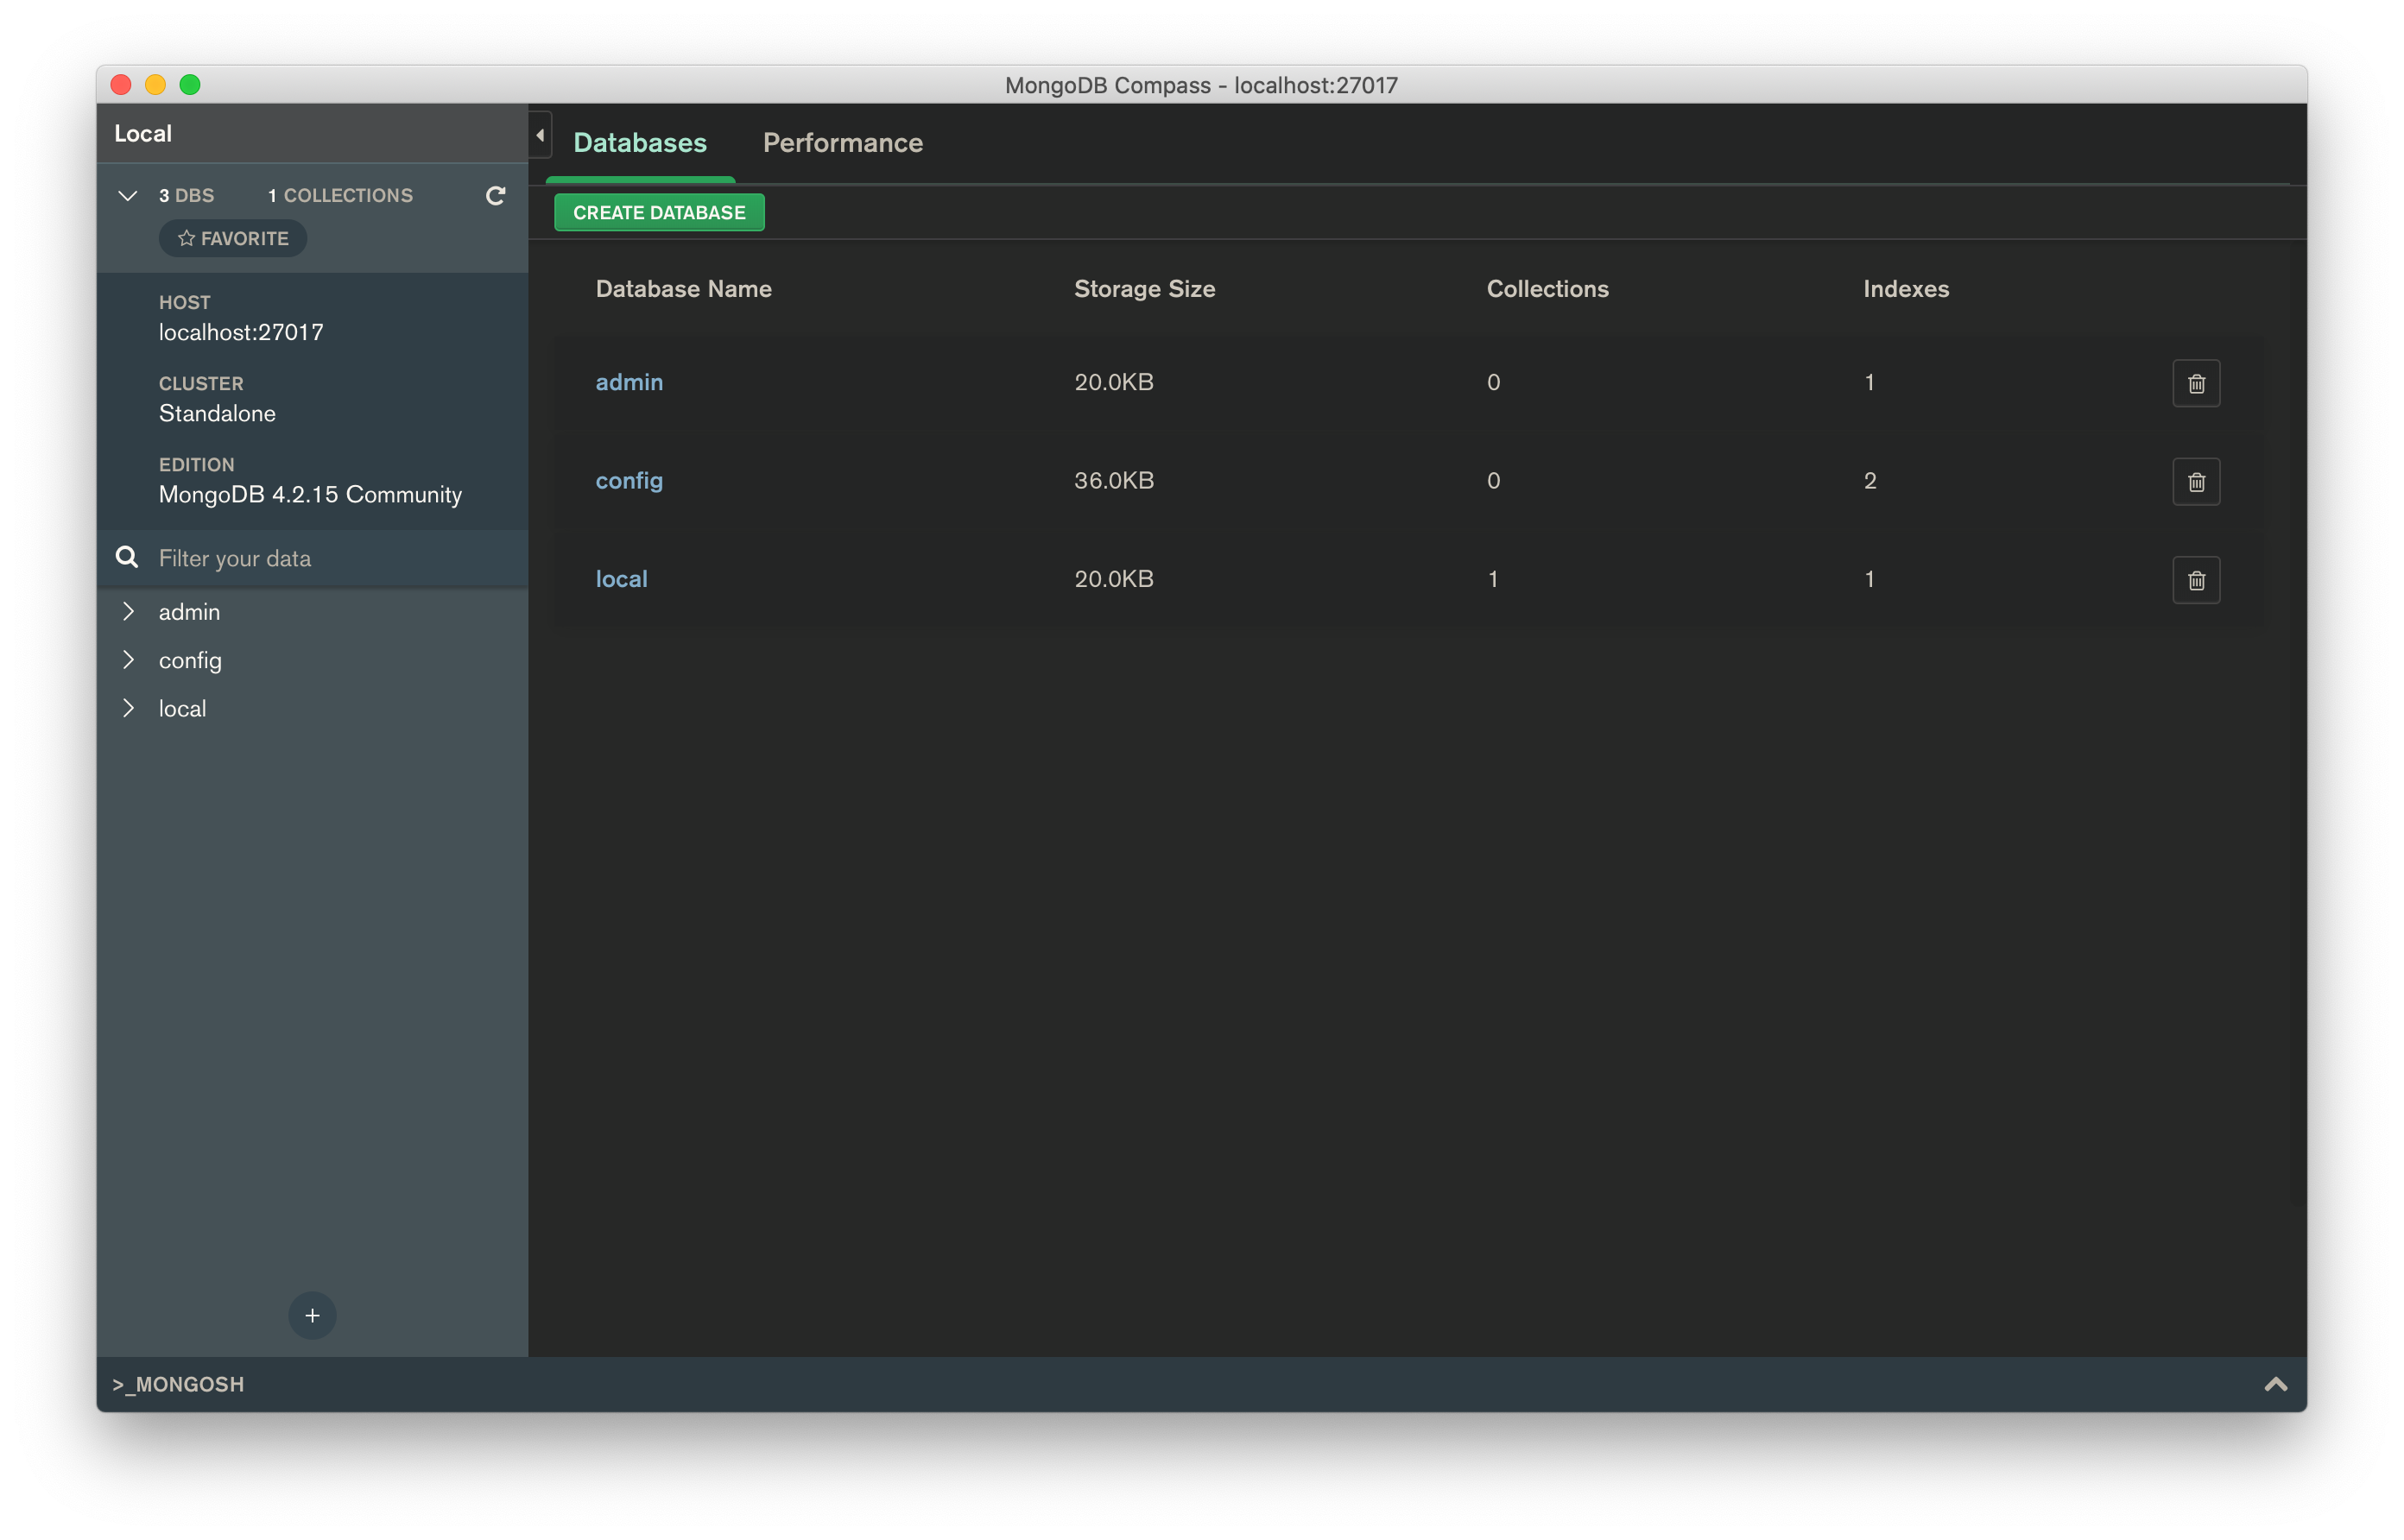 MongoDB Compass - localhost:27017
Local
3 DBS 1 COLLECTIONS
FAVORITE
HOST
localhost:27017
CLUSTER
Standalone
EDITION
MongoDB 4.2.15 Community
Filter your data
admin
config
local
Databases Performance
CREATE DATABASE
Database Name Storage Size Collections Indexes
admin 20.0KB 0 1
config 36.0KB 0 2
local 20.0KB 1 1
+
>_MONGOSH